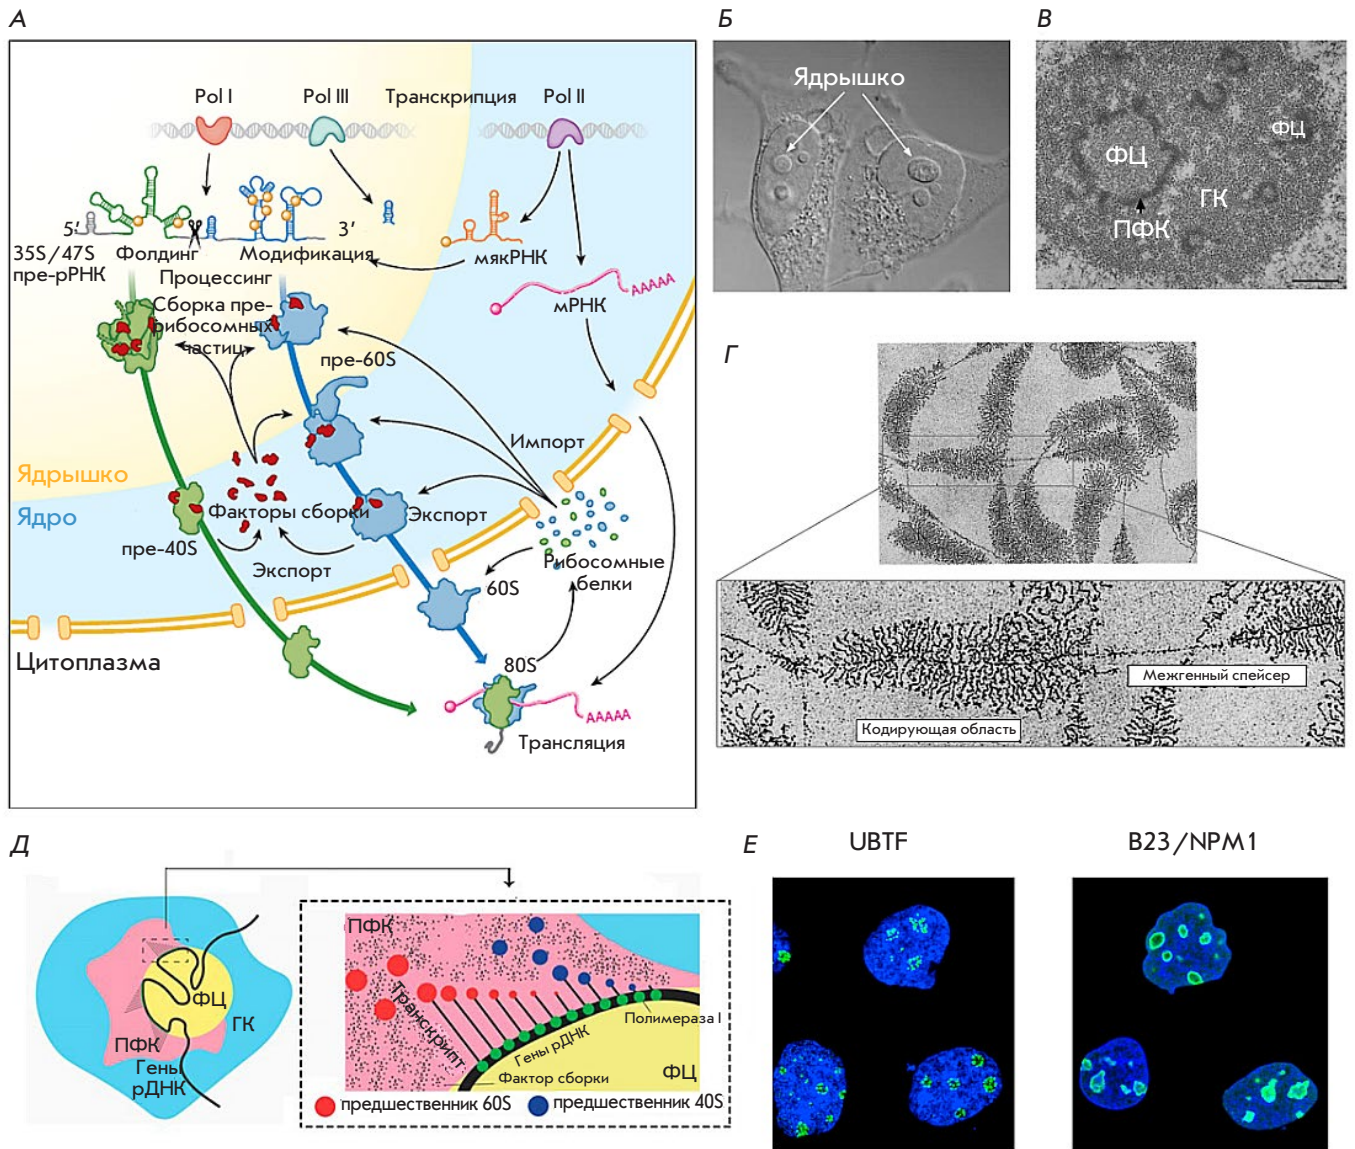 А
Pol I
Pol III
Транскрипция
Pol II
5'
3'
35S/47S
пре-рРНК
Фолдинг
Модификация
Процессинг
мякРНК
Сборка пре-
рибосомных
частиц
мРНК
AAAAA
пре-60S
Импорт
Ядрышко
Ядро
Факторы сборки
Экспорт
пре-40S
Экспорт
Рибосомные
белки
60S
Цитоплазма
80S
AAAAA
Трансляция
Б
Ядрышко
В
ФЦ
ФЦ
ГК
ПФК
Г
Межгенный спейсер
Кодирующая область
Д
ФЦ
ГК
ПФК
Гены
рДНК
ПФК
Транскрипт
Полимераза I
Гены рДНК
Фактор сборки
ФЦ
предшественник 60S
предшественник 40S
Е
UBTF
B23/NPM1